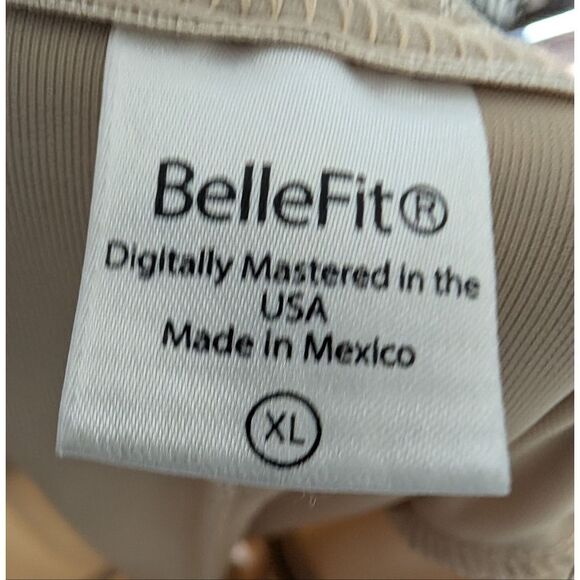 BelleFit®
Digitally Mastered in the
USA
Made in Mexico
XL